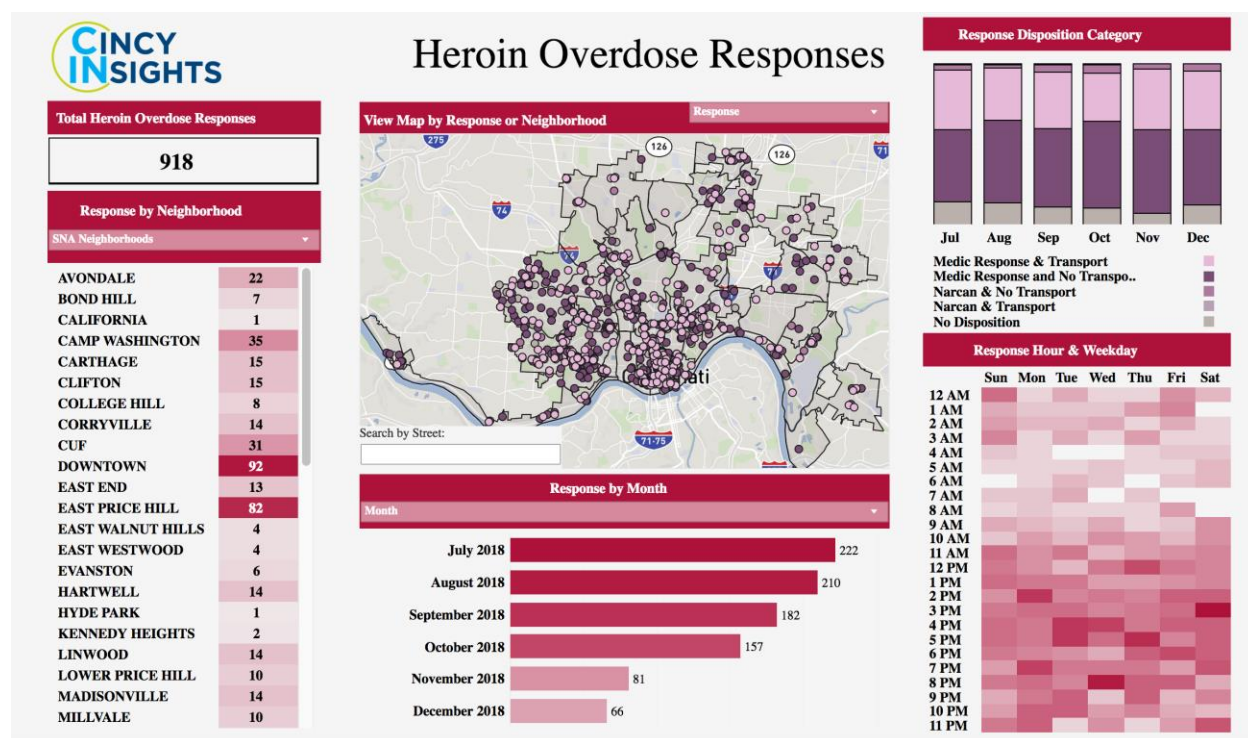 CINCY
INSIGHTS
Heroin Overdose Responses
Total Heroin Overdose Responses
918
Response by Neighborhood
SNA Neighborhoods
AVONDALE 22
BOND HILL 7
CALIFORNIA 1
CAMP WASHINGTON 35
CARTHAGE 15
CLIFTON 15
COLLEGE HILL 8
CORRYVILLE 14
CUF 31
DOWNTOWN 92
EAST END 13
EAST PRICE HILL 82
EAST WALNUT HILLS 4
EAST WESTWOOD 4
EVANSTON 6
HARTWELL 14
HYDE PARK 1
KENNEDY HEIGHTS 2
LINWOOD 14
LOWER PRICE HILL 10
MADISONVILLE 14
MILLVALE 10
View Map by Response or Neighborhood
Response
275
126
126
71
74
74
71
71-75
Search by Street:
Response by Month
Month
July 2018 222
August 2018 210
September 2018 182
October 2018 157
November 2018 81
December 2018 66
Response Disposition Category
Jul Aug Sep Oct Nov Dec
Medic Response & Transport
Medic Response and No Transpo..
Narcan & No Transport
Narcan & Transport
No Disposition
Response Hour & Weekday
Sun Mon Tue Wed Thu Fri Sat
12 AM
1 AM
2 AM
3 AM
4 AM
5 AM
6 AM
7 AM
8 AM
9 AM
10 AM
11 AM
12 PM
1 PM
2 PM
3 PM
4 PM
5 PM
6 PM
7 PM
8 PM
9 PM
10 PM
11 PM